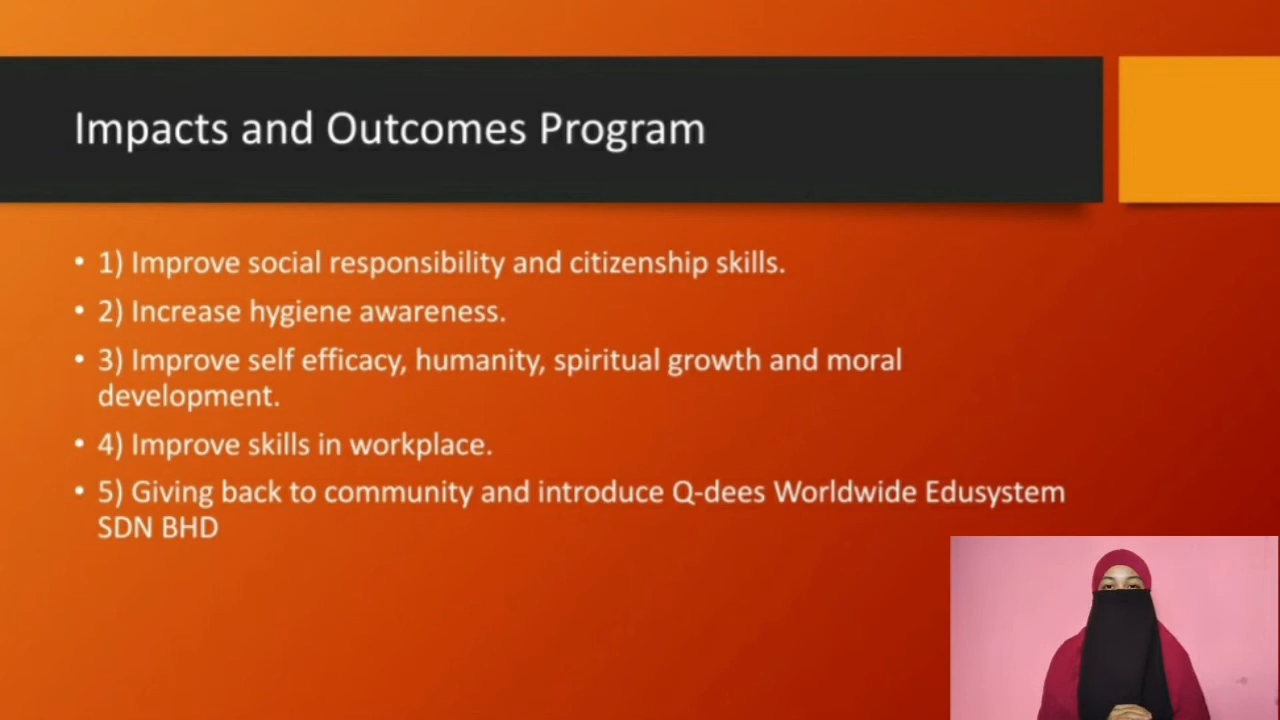 Impacts and Outcomes Program
• 1) Improve social responsibility and citizenship skills.
• 2) Increase hygiene awareness.
• 3) Improve self efficacy, humanity, spiritual growth and moral
development.
• 4) Improve skills in workplace.
• 5) Giving back to community and introduce Q-dees Worldwide Edusystem
SDN BHD